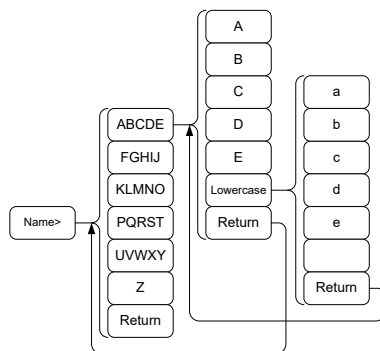 Name>
ABCDE
FGHIJ
KLMNO
PQRST
UVWXY
Z
Return
A
B
C
D
E
Lowercase
Return
a
b
c
d
e
Return